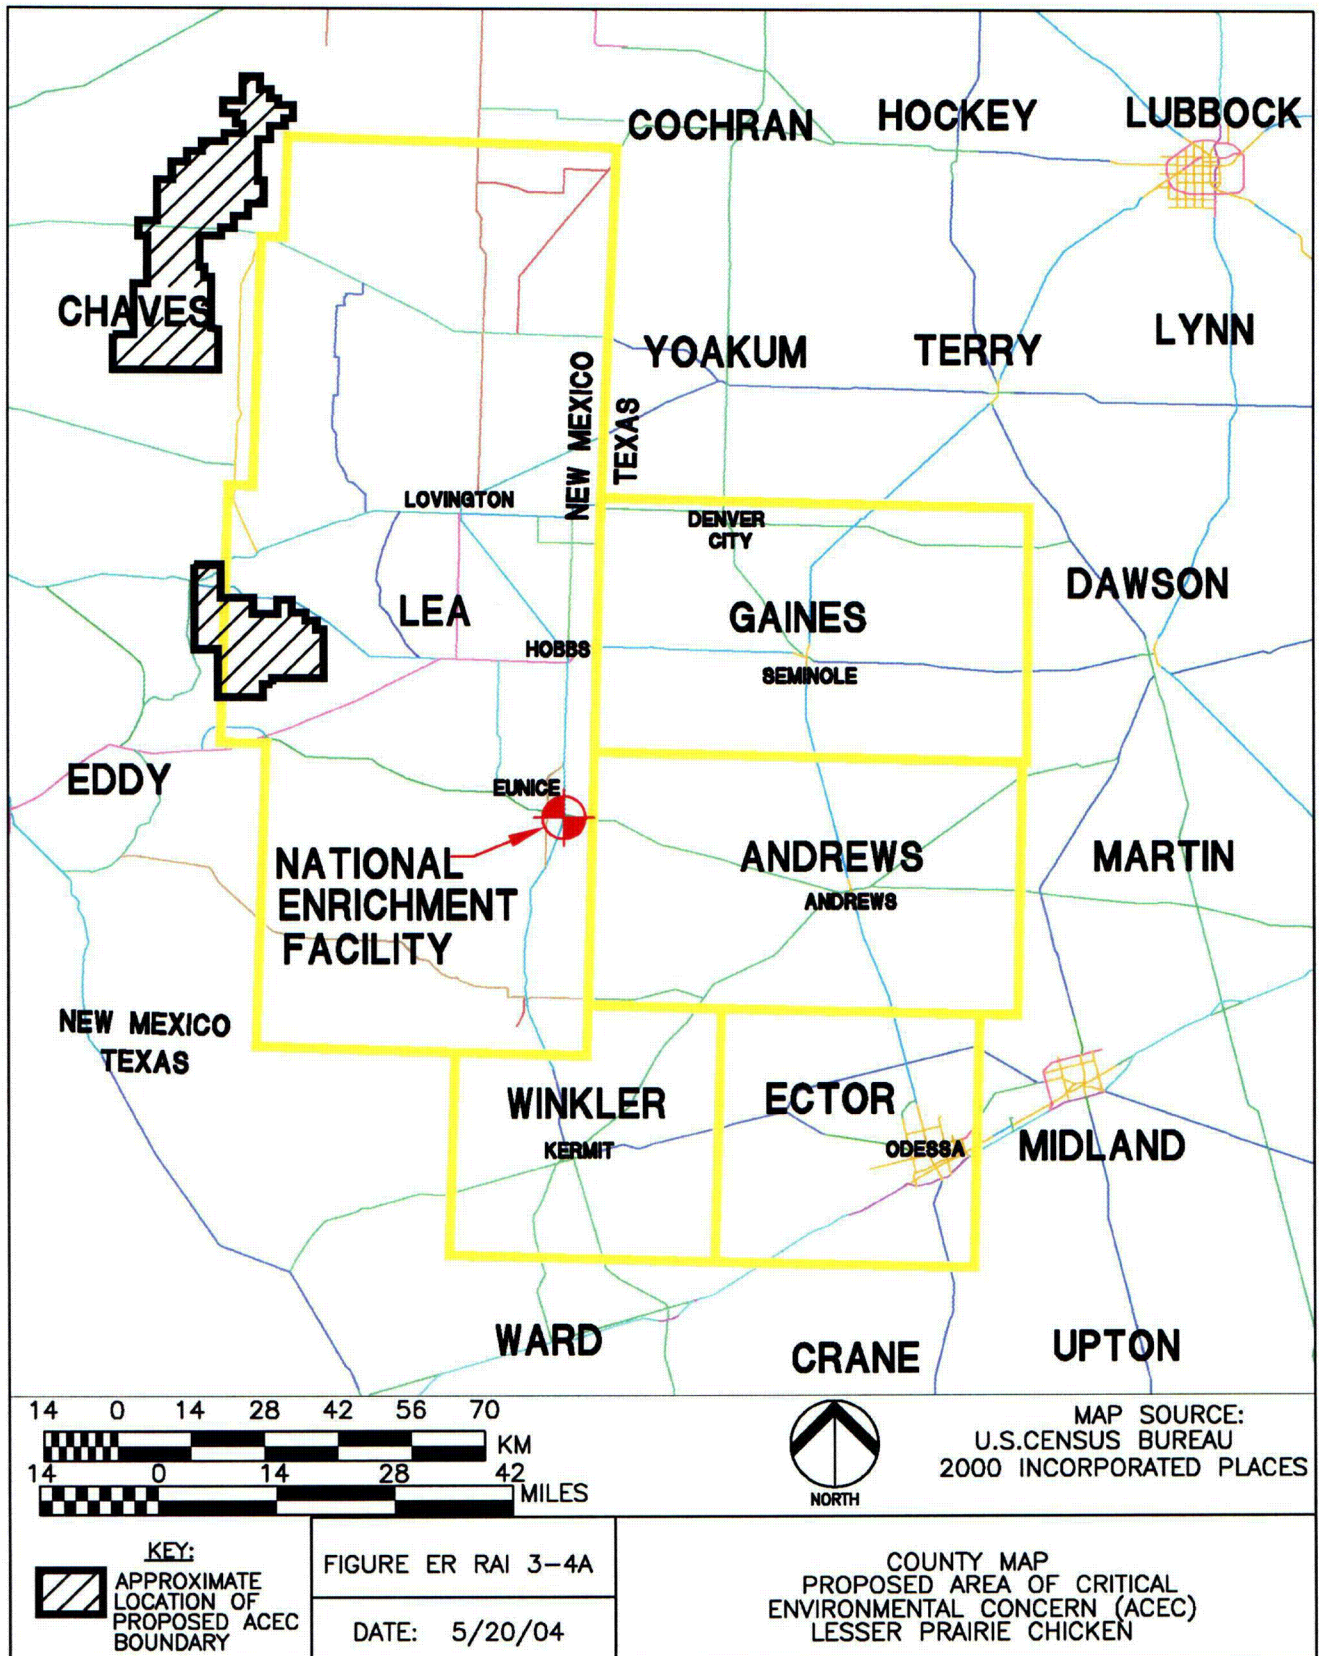 COCHRAN
HOCKEY
LUBBOCK
CHAVES
YOAKUM
TERRY
LYNN
NEW MEXICO
TEXAS
LOVINGTON
DENVER
CITY
LEA
GAINES
DAWSON
HOBBS
SEMINOLE
EDDY
EUNICE
NATIONAL
ENRICHMENT
FACILITY
ANDREWS
ANDREWS
MARTIN
NEW MEXICO
TEXAS
WINKLER
KERMIT
ECTOR
ODESSA
MIDLAND
WARD
CRANE
UPTON
14 0 14 28 42 56 70
KM
14 0 14 28 42
MILES
NORTH
MAP SOURCE:
U.S.CENSUS BUREAU
2000 INCORPORATED PLACES
KEY:
APPROXIMATE
LOCATION OF
PROPOSED ACEC
BOUNDARY
FIGURE ER RAI 3-4A
DATE: 5/20/04
COUNTY MAP
PROPOSED AREA OF CRITICAL
ENVIRONMENTAL CONCERN (ACEC)
LESSER PRAIRIE CHICKEN